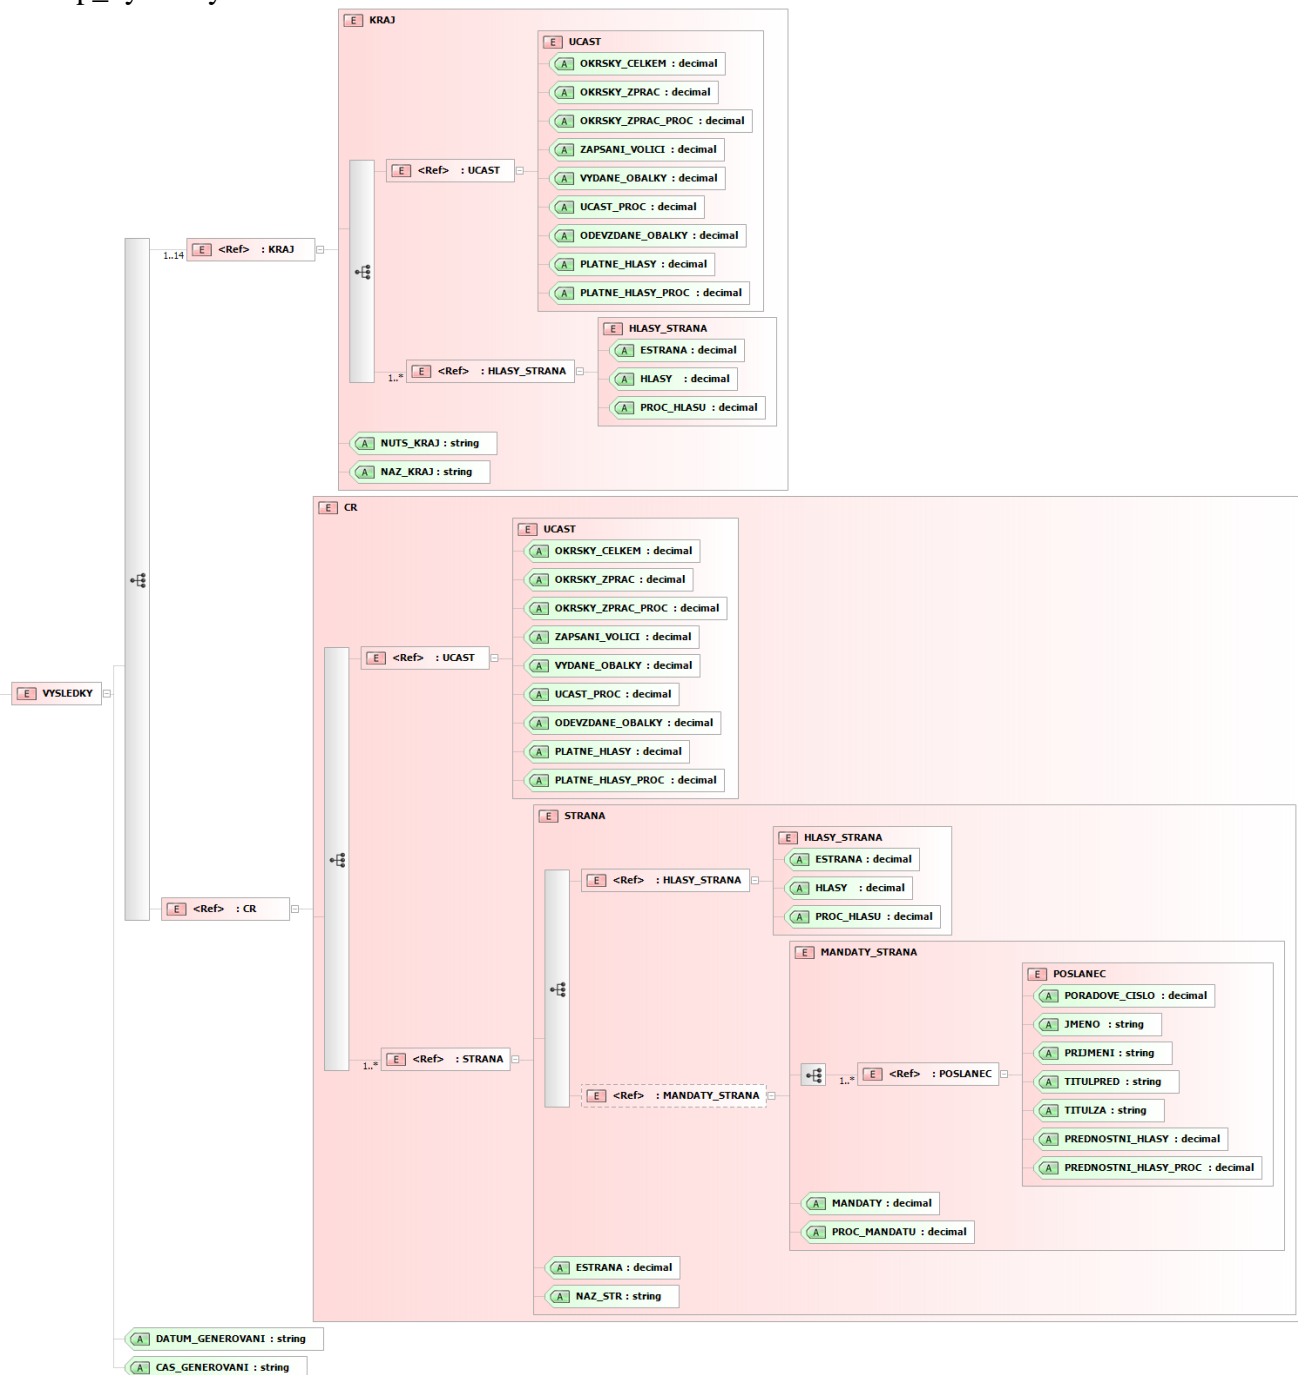 E KRAJ
E UCAST
A OKRSKY_CELKEM : decimal
A OKRSKY_ZPRAC : decimal
A OKRSKY_ZPRAC_PROC : decimal
A ZAPSANI_VOLICI : decimal
E <Ref> : UCAST
A VYDANE_OBALKY : decimal
A UCAST_PROC : decimal
A ODEVZDANE_OBALKY : decimal
1..14 E <Ref> : KRAJ
A PLATNE_HLASY : decimal
A PLATNE_HLASY_PROC : decimal
E HLASY_STRANA
A ESTRANA : decimal
1..* E <Ref> : HLASY_STRANA
A HLASY : decimal
A PROC_HLASU : decimal
A NUTS_KRAJ : string
A NAZ_KRAJ : string
E CR
E UCAST
A OKRSKY_CELKEM : decimal
A OKRSKY_ZPRAC : decimal
A OKRSKY_ZPRAC_PROC : decimal
A ZAPSANI_VOLICI : decimal
E <Ref> : UCAST
A VYDANE_OBALKY : decimal
E VYSLEDKY
A UCAST_PROC : decimal
A ODEVZDANE_OBALKY : decimal
A PLATNE_HLASY : decimal
A PLATNE_HLASY_PROC : decimal
E STRANA
E HLASY_STRANA
A ESTRANA : decimal
E <Ref> : HLASY_STRANA
A HLASY : decimal
E <Ref> : CR
A PROC_HLASU : decimal
E MANDATY_STRANA
E POSLANEC
A PORADOVE_CISLO : decimal
A JMENO : string
A PRIJMENI : string
1..* E <Ref> : STRANA
1..* E <Ref> : POSLANEC
A TITULPRED : string
E <Ref> : MANDATY_STRANA
A TITULZA : string
A PREDNOSTNI_HLASY : decimal
A PREDNOSTNI_HLASY_PROC : decimal
A MANDATY : decimal
A PROC_MANDATU : decimal
A ESTRANA : decimal
A NAZ_STR : string
A DATUM_GENEROVANI : string
A CAS_GENEROVANI : string